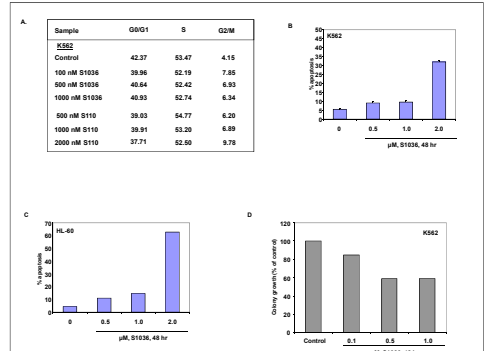 A.
Sample G0/G1 S G2/M
K562
Control 42.37 53.47 4.15
100 nM S1036 39.96 52.19 7.85
500 nM S1036 40.64 52.42 6.93
1000 nM S1036 40.93 52.74 6.34
500 nM S110 39.03 54.77 6.20
1000 nM S110 39.91 53.20 6.89
2000 nM S110 37.71 52.50 9.78
B
K562
% apoptosis
50
45
40
35
30
25
20
15
10
5
0
0 0.5 1.0 2.0
µM, S1036, 48 hr
C
HL-60
% apoptosis
70
60
50
40
30
20
10
0
0 0.5 1.0 2.0
µM, S1036, 48 hr
D
K562
Colony growth (% of control)
120
100
80
60
40
20
0
Control 0.1 0.5 1.0